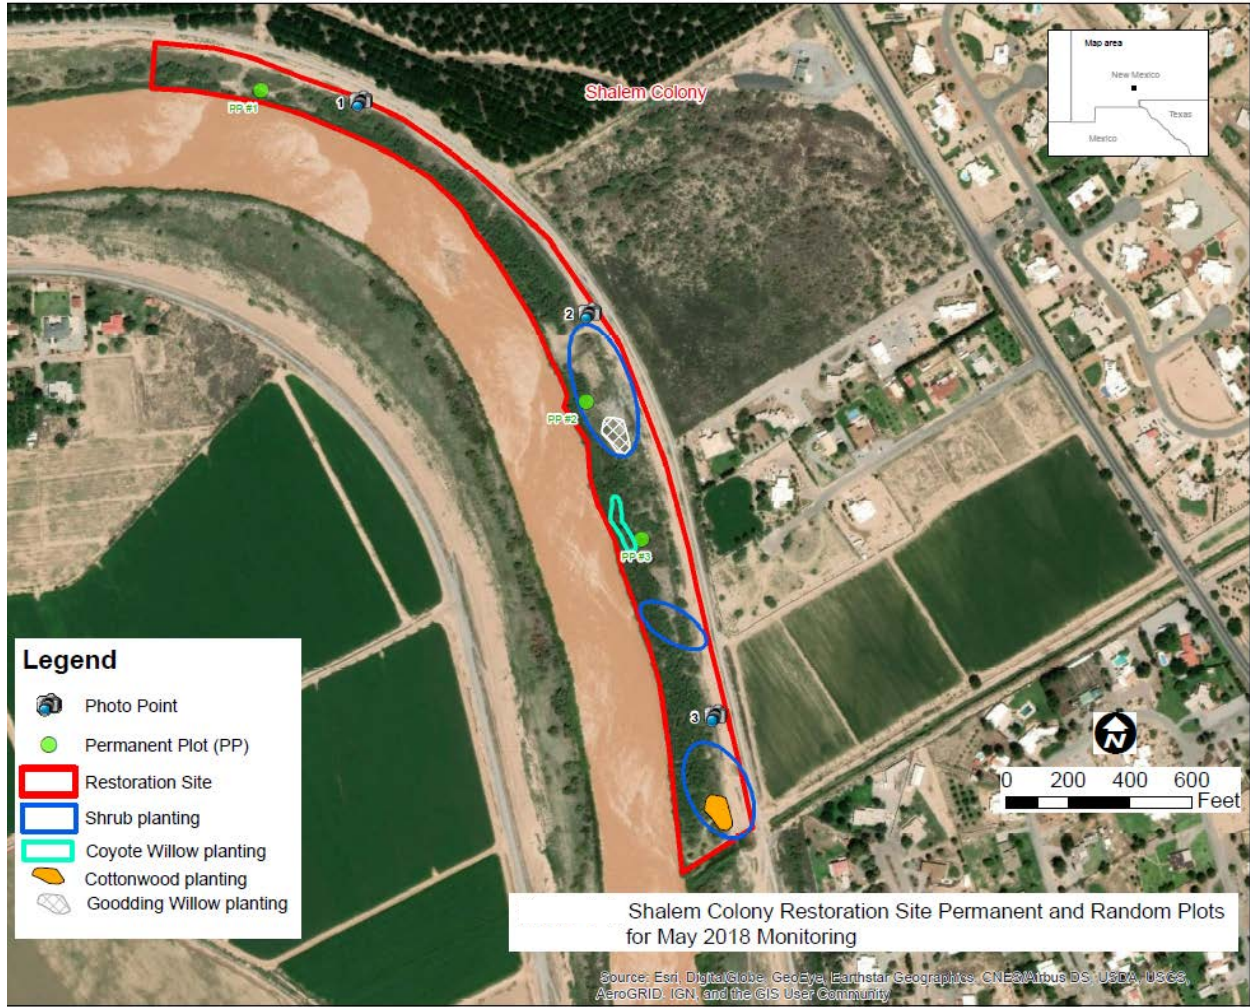 Shalem Colony
Map area
New Mexico
Texas
Mexico
PP #1
1
2
PP #2
PP #3
3
Legend
Photo Point
Permanent Plot (PP)
Restoration Site
Shrub planting
Coyote Willow planting
Cottonwood planting
Goodding Willow planting
N
0 200 400 600
Feet
Shalem Colony Restoration Site Permanent and Random Plots
for May 2018 Monitoring
Source: Esri, DigitalGlobe, GeoEye, Earthstar Geographics, CNES/Airbus DS, USDA, USGS,
AeroGRID, IGN, and the GIS User Community